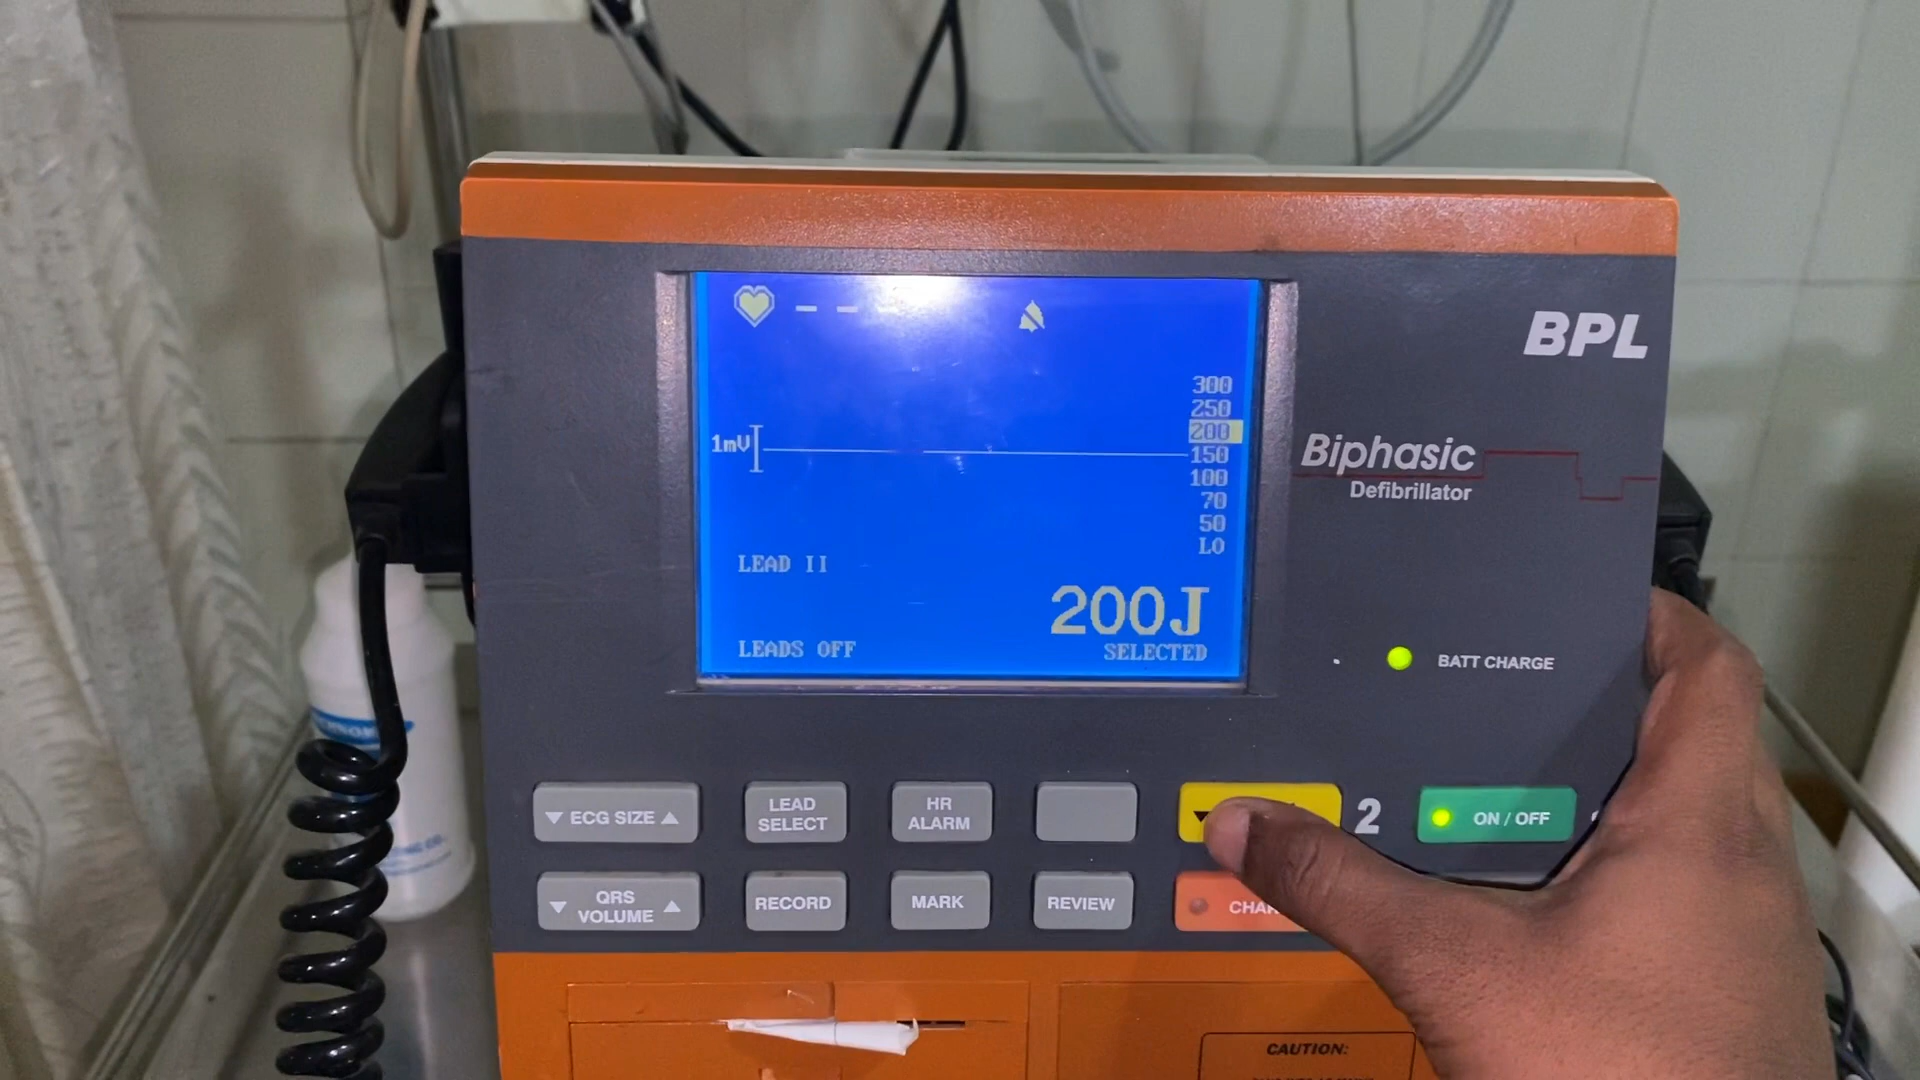 BPL
300
250
200
150
100
70
50
LO
1mV
Biphasic
Defibrillator
LEAD II
200J
SELECTED
LEADS OFF
BATT CHARGE
ECG SIZE
LEAD
SELECT
HR
ALARM
2
ON / OFF
QRS
VOLUME
RECORD
MARK
REVIEW
CAUTION: